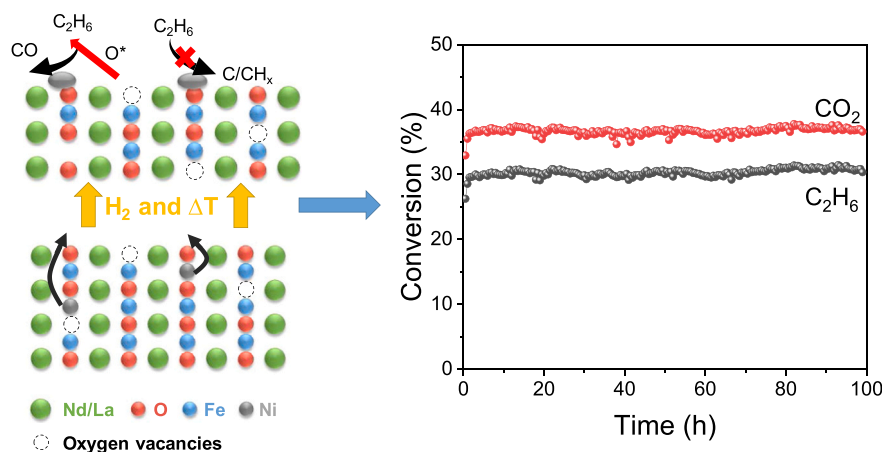 C₂H₆
C₂H₆
CO
O*
C/CHₓ
H₂ and ΔT
Nd/La
O
Fe
Ni
Oxygen vacancies
50
40
30
20
10
0
Conversion (%)
CO₂
C₂H₆
0
20
40
60
80
100
Time (h)